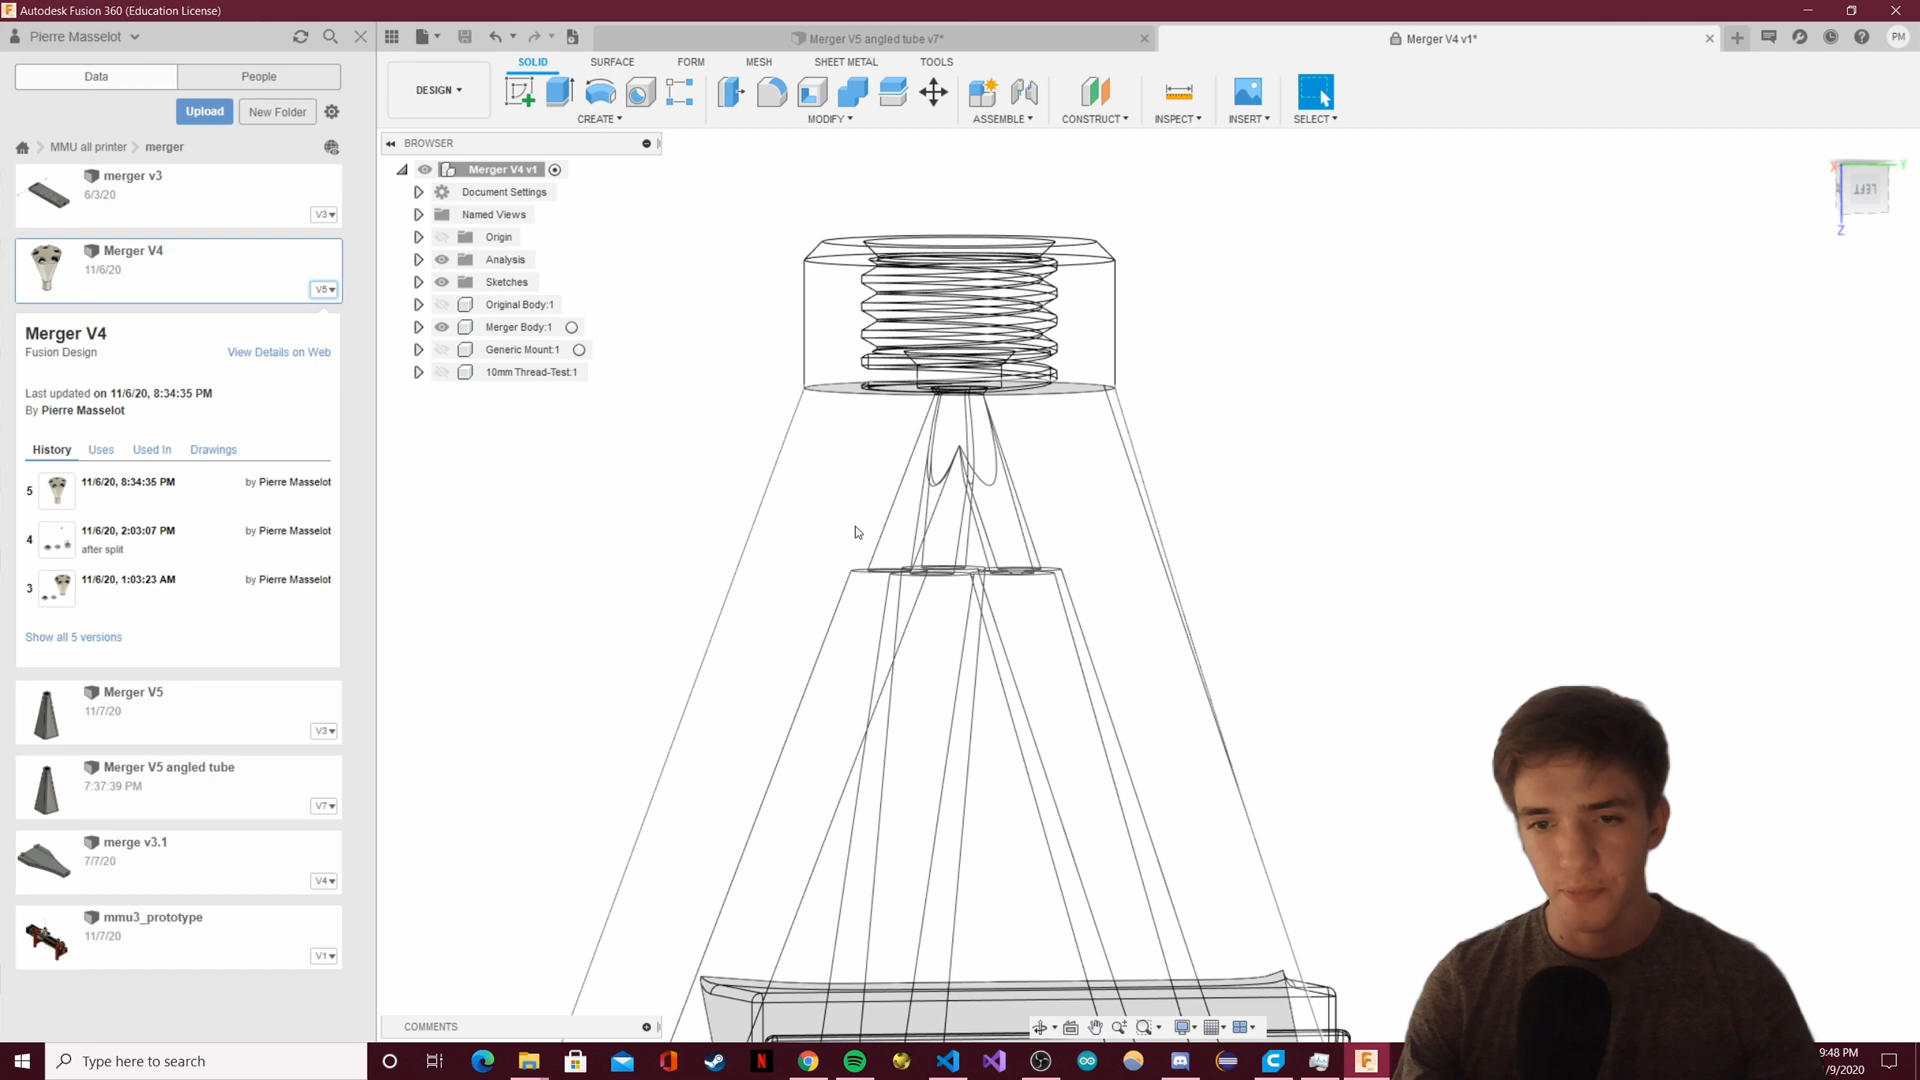 Autodesk Fusion 360 (Education License)
Pierre Masselot
Merger V5 angled tube v7*
Merger V4 v1*
PM
Data
People
Upload
New Folder
MMU all printer
merger
merger v3
6/3/20
V3
Merger V4
11/6/20
V5
Merger V4
Fusion Design
View Details on Web
Last updated on 11/6/20, 8:34:35 PM
By Pierre Masselot
History
Uses
Used In
Drawings
5
11/6/20, 8:34:35 PM
by Pierre Masselot
4
11/6/20, 2:03:07 PM
by Pierre Masselot
after split
3
11/6/20, 1:03:23 AM
by Pierre Masselot
Show all 5 versions
Merger V5
11/7/20
V3
Merger V5 angled tube
7:37:39 PM
V7
merge v3.1
7/7/20
V4
mmu3_prototype
11/7/20
V1
DESIGN
SOLID
SURFACE
FORM
MESH
SHEET METAL
TOOLS
CREATE
MODIFY
ASSEMBLE
CONSTRUCT
INSPECT
INSERT
SELECT
BROWSER
Merger V4 v1
Document Settings
Named Views
Origin
Analysis
Sketches
Original Body:1
Merger Body:1
Generic Mount:1
10mm Thread-Test:1
X
Y
LEFT
Z
COMMENTS
Type here to search
9:48 PM
/9/2020